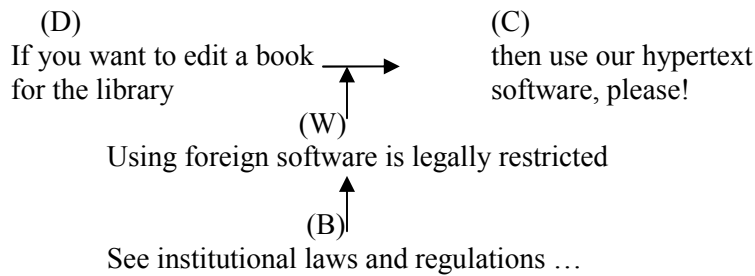 (D) (C)
If you want to edit a book then use our hypertext
for the library software, please!
(W)
Using foreign software is legally restricted
(B)
See institutional laws and regulations …